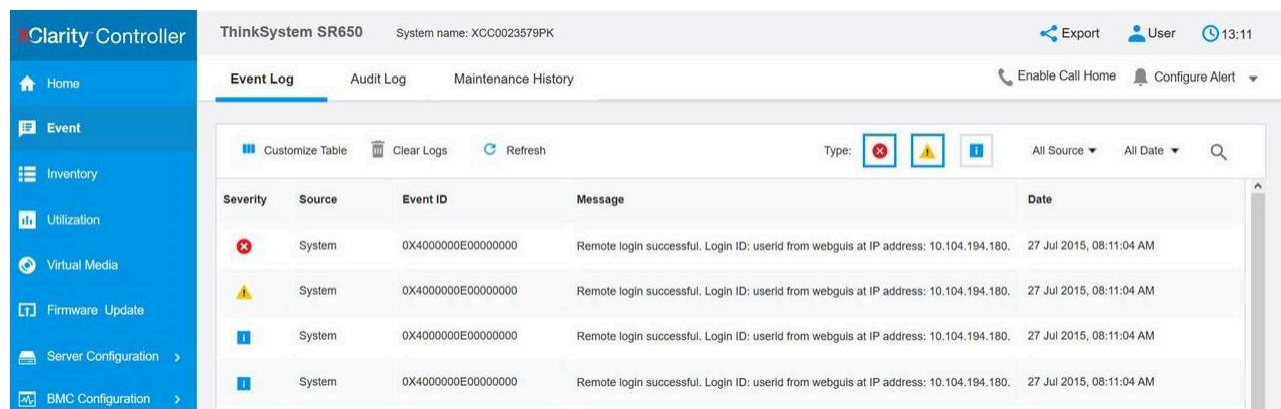 XClarity Controller
ThinkSystem SR650 System name: XCC0023579PK Export User 13:11
Home
Event Log Audit Log Maintenance History Enable Call Home Configure Alert
Event
Customize Table Clear Logs Refresh Type: All Source All Date
Inventory
Severity Source Event ID Message Date
Utilization
System 0X4000000E00000000 Remote login successful. Login ID: userid from webguis at IP address: 10.104.194.180. 27 Jul 2015, 08:11:04 AM
Virtual Media
System 0X4000000E00000000 Remote login successful. Login ID: userid from webguis at IP address: 10.104.194.180. 27 Jul 2015, 08:11:04 AM
Firmware Update
System 0X4000000E00000000 Remote login successful. Login ID: userid from webguis at IP address: 10.104.194.180. 27 Jul 2015, 08:11:04 AM
Server Configuration
System 0X4000000E00000000 Remote login successful. Login ID: userid from webguis at IP address: 10.104.194.180. 27 Jul 2015, 08:11:04 AM
BMC Configuration